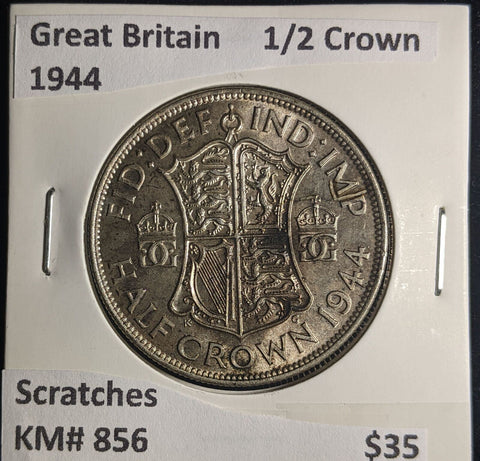 Great Britain 1/2 Crown
1944
FID: DEF IND: IMP
HALF CROWN 1944
Scratches
KM# 856 $35